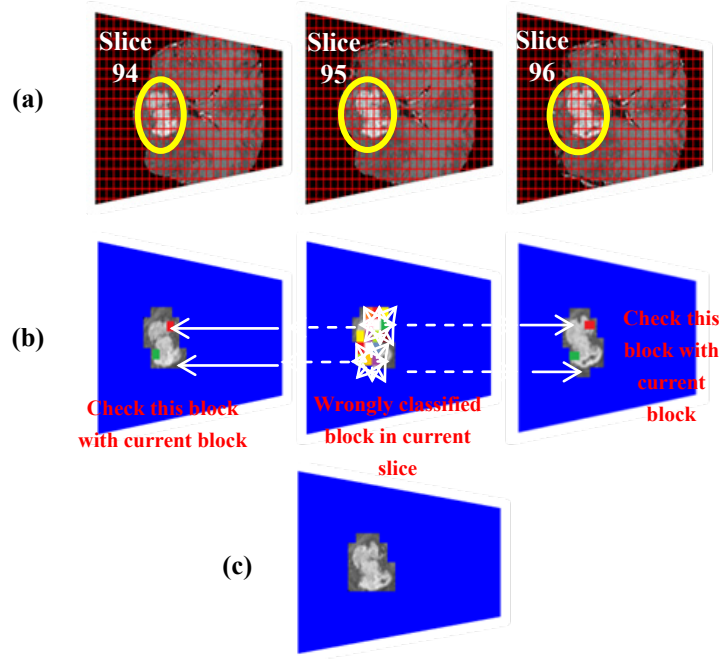 (a)
Slice
94
Slice
95
Slice
96
(b)
Check this block
with current block
Wrongly classified
block in current
slice
Check this
block with
current
block
(c)